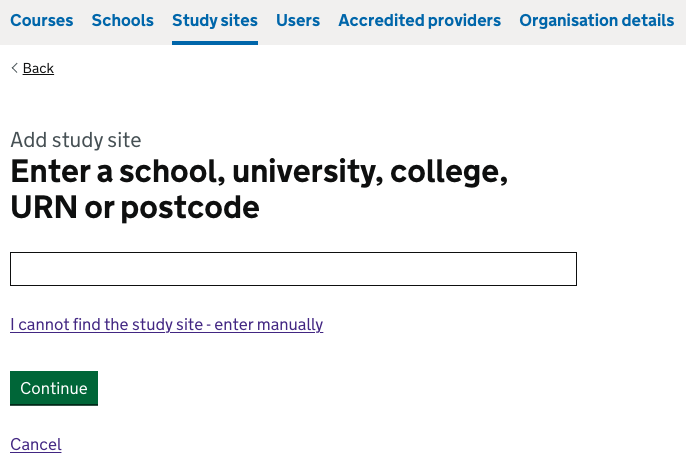 Courses Schools Study sites Users Accredited providers Organisation details
Back
Add study site
Enter a school, university, college,
URN or postcode
I cannot find the study site - enter manually
Continue
Cancel